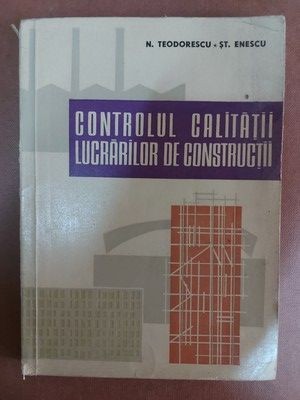 N. TEODORESCU • ŞT. ENESCU
CONTROLUL CALITĂŢII
LUCRĂRILOR DE CONSTRUCŢII